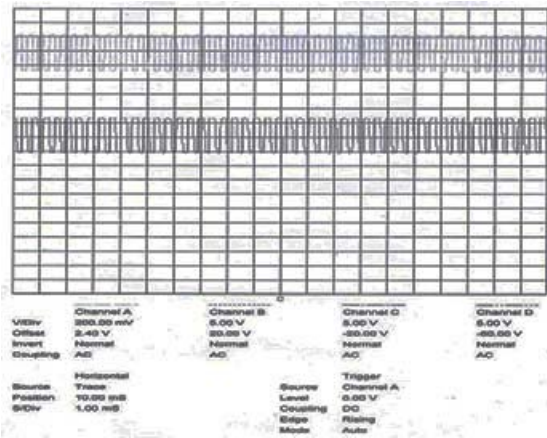 Channel A Channel B Channel C Channel D
V/Div 200.00 mV 5.00 V 5.00 V 5.00 V
Offset 2.40 V 20.00 V -20.00 V -60.00 V
Invert Normal Normal Normal Normal
Coupling AC AC AC AC
Horizontal
Source Trace
Position 10.00 mS
S/Div 1.00 mS
Trigger
Source Channel A
Level 0.00 V
Coupling DC
Edge Rising
Mode Auto